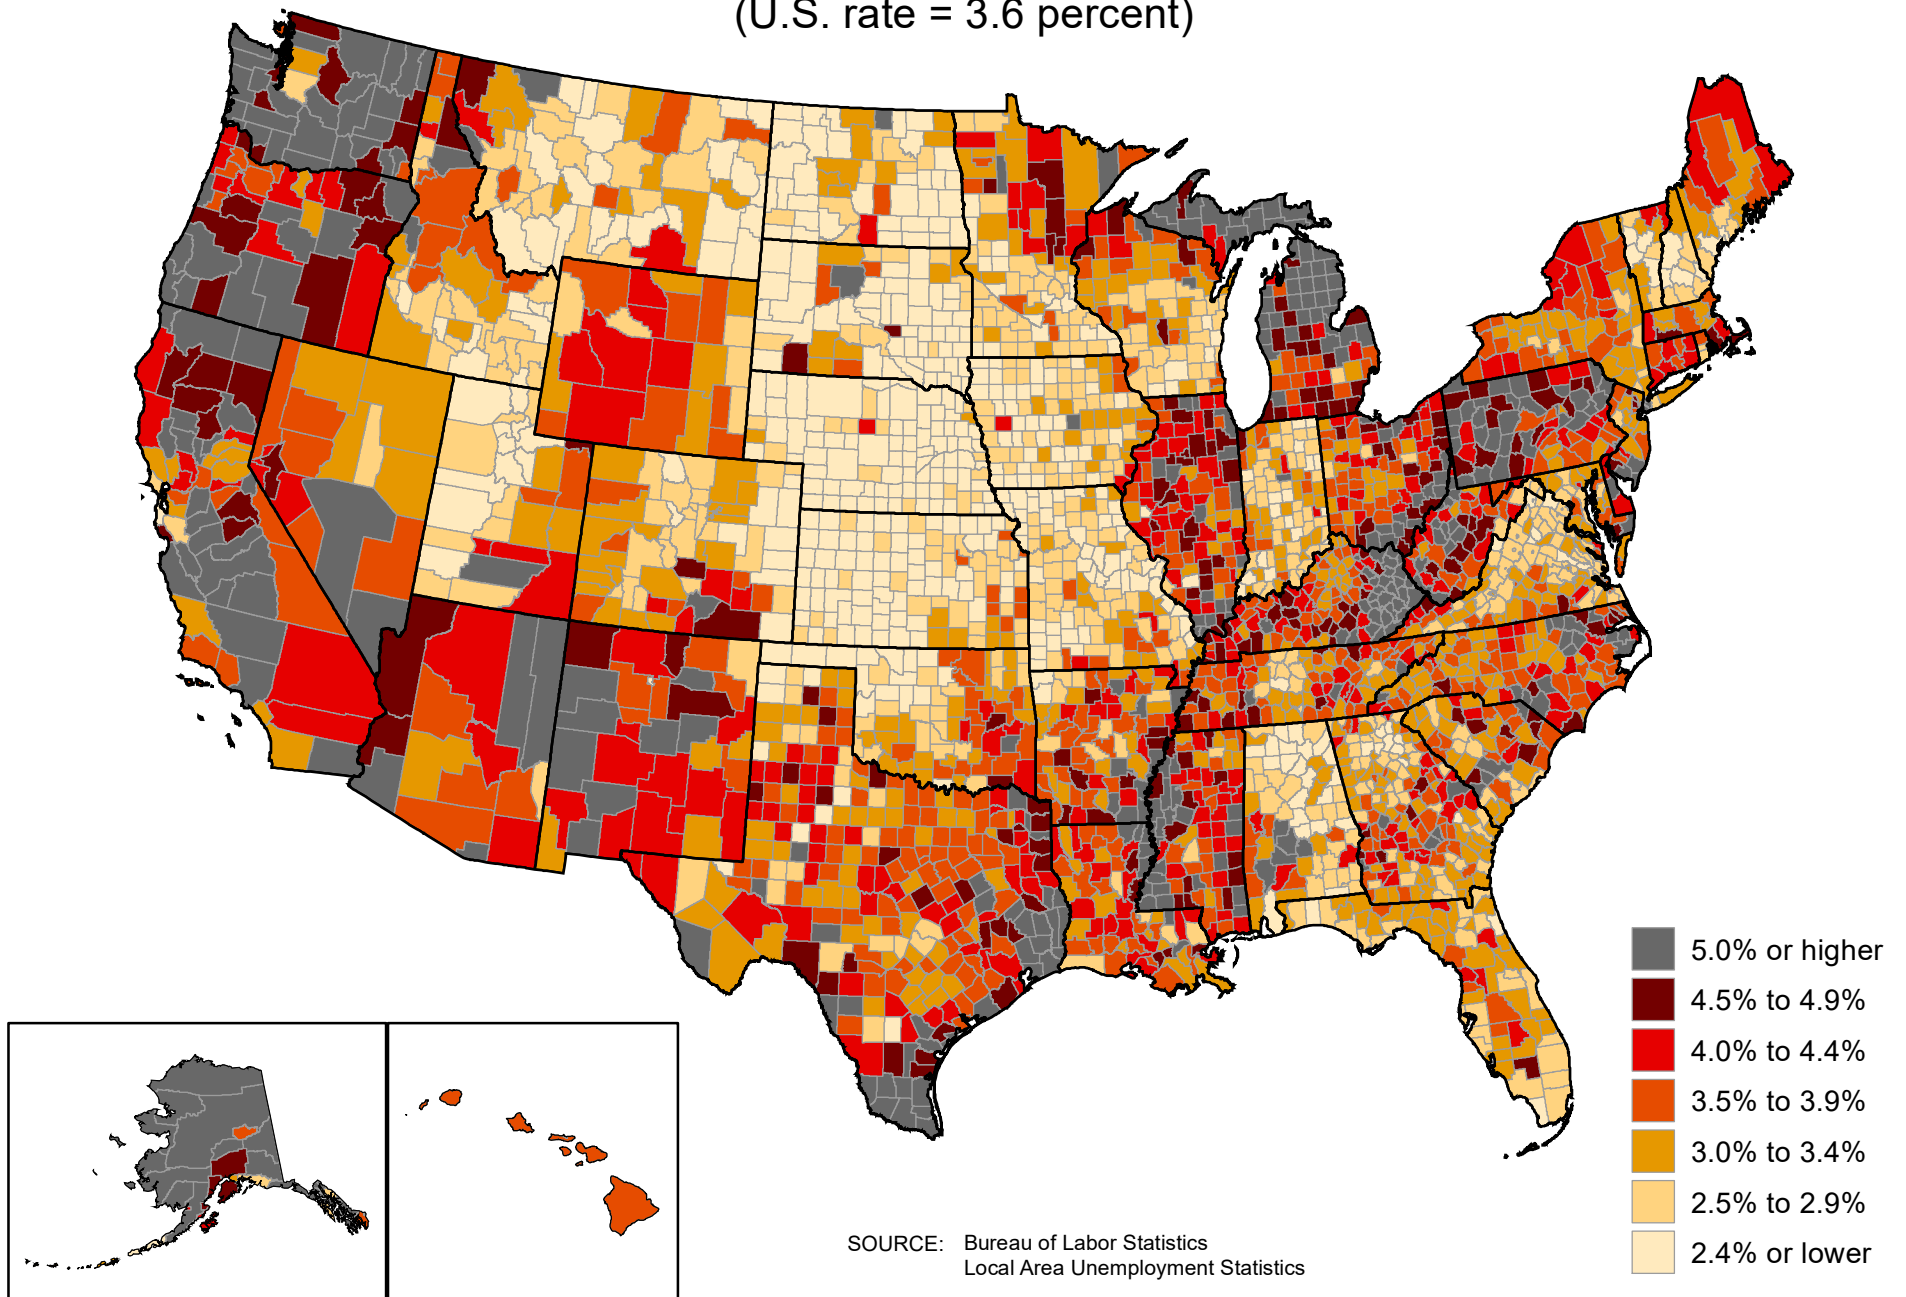 (U.S. rate = 3.6 percent)
5.0% or higher
4.5% to 4.9%
4.0% to 4.4%
3.5% to 3.9%
3.0% to 3.4%
2.5% to 2.9%
2.4% or lower
SOURCE: Bureau of Labor Statistics
Local Area Unemployment Statistics